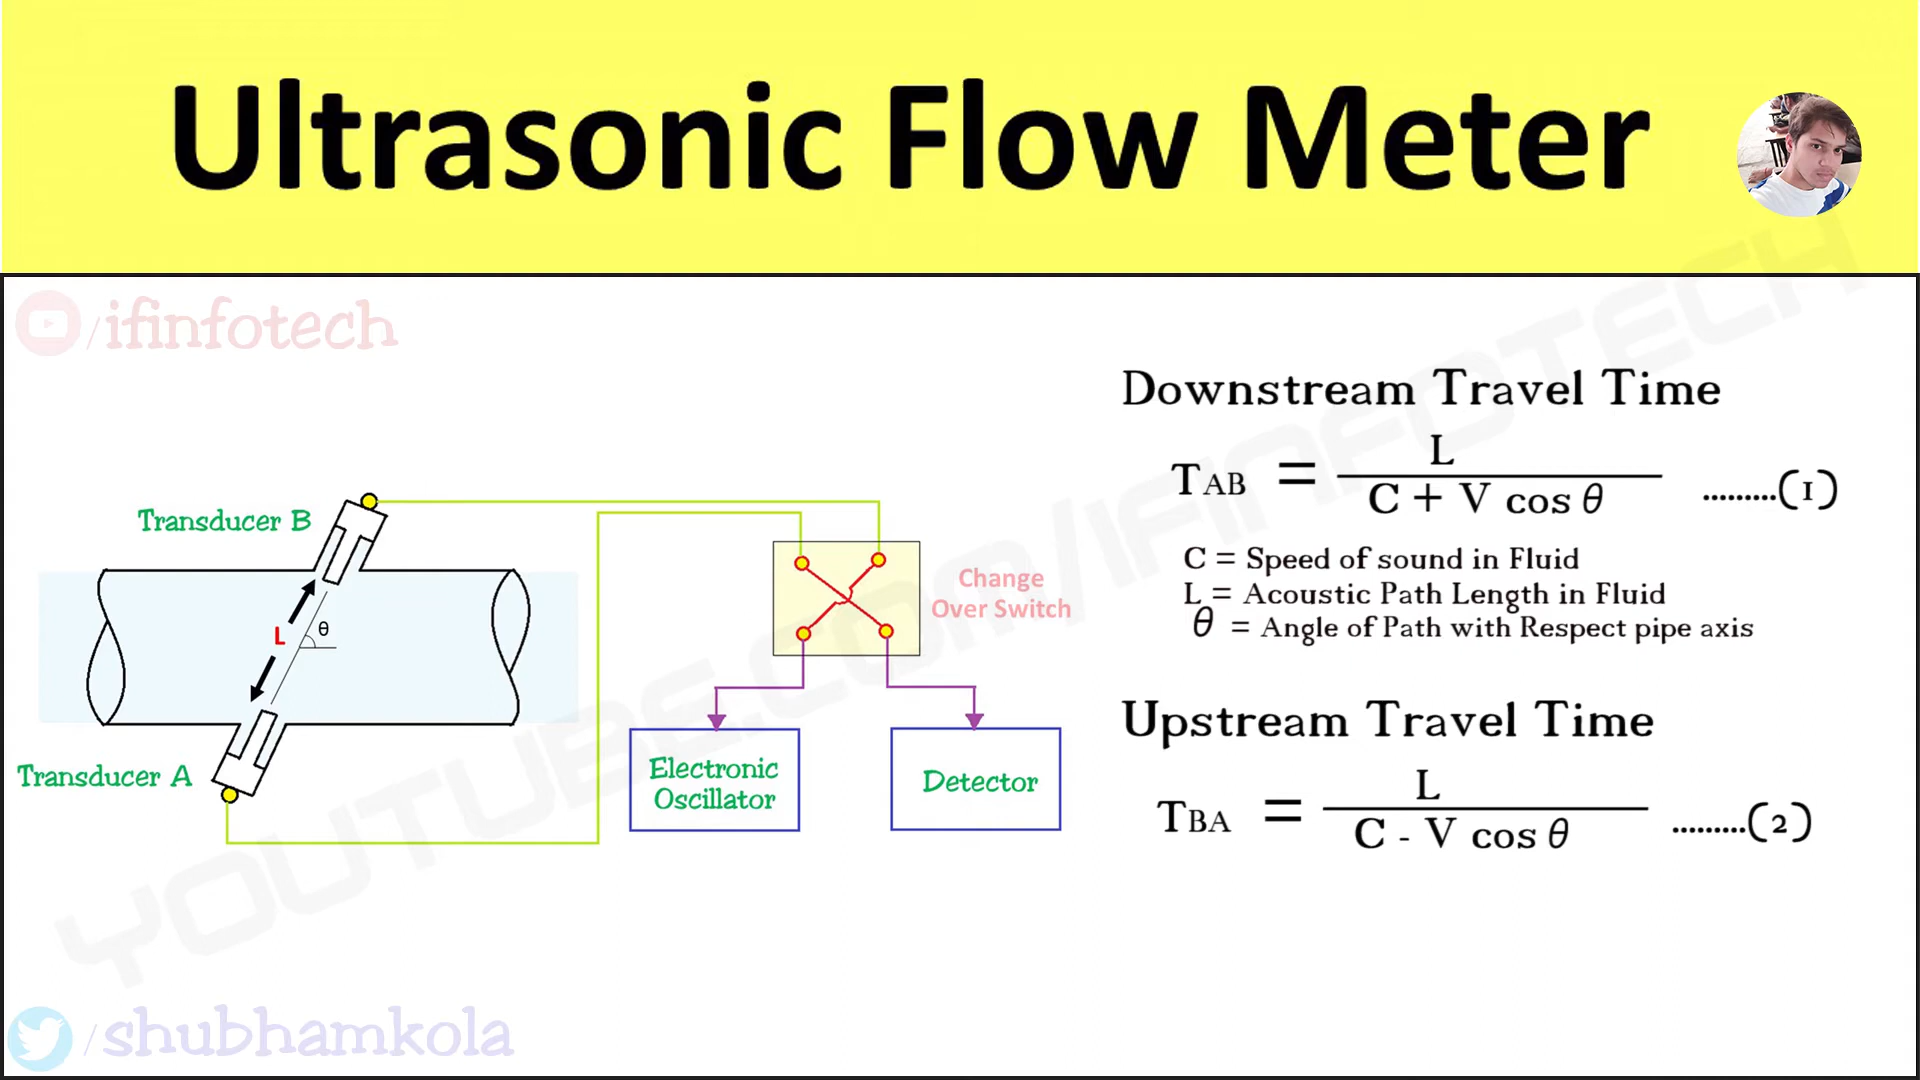 Ultrasonic Flow Meter
/ifinfotech
YOUTUBE.COM/IFINFOTECH
Transducer B
L
θ
Transducer A
Change
Over Switch
Electronic
Oscillator
Detector
Downstream Travel Time
TAB = L
C + V cos θ .........(1)
C = Speed of sound in Fluid
L = Acoustic Path Length in Fluid
θ = Angle of Path with Respect pipe axis
Upstream Travel Time
TBA = L
C - V cos θ .........(2)
/shubhamkola